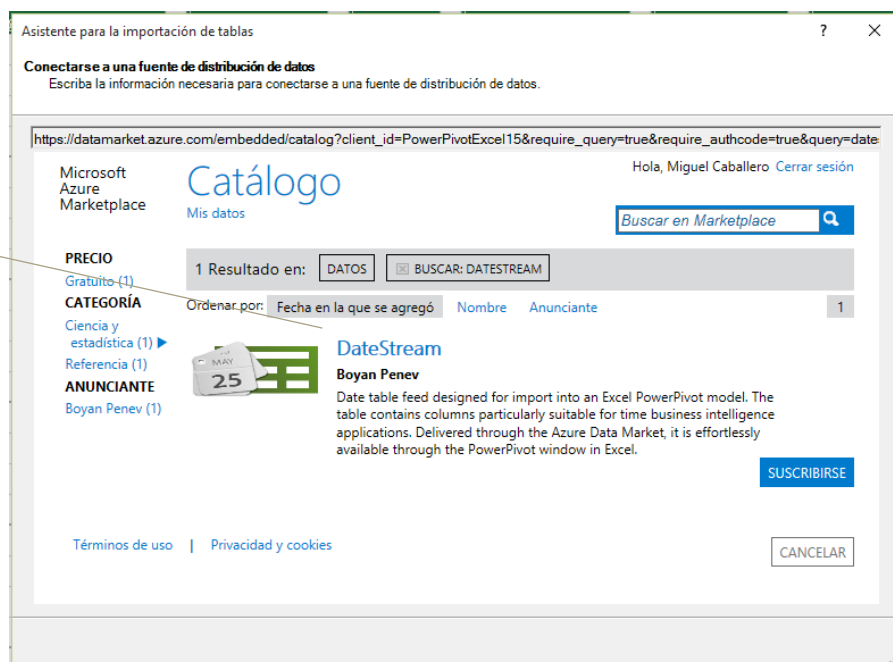 Asistente para la importación de tablas
?
Conectarse a una fuente de distribución de datos
Escriba la información necesaria para conectarse a una fuente de distribución de datos.
https://datamarket.azure.com/embedded/catalog?client_id=PowerPivotExcel15&require_query=true&require_authcode=true&query=date
Microsoft
Azure
Marketplace
Catálogo
Mis datos
Hola, Miguel Caballero Cerrar sesión
Buscar en Marketplace
PRECIO
Gratuito (1)
CATEGORÍA
Ciencia y
estadística (1)
Referencia (1)
ANUNCIANTE
Boyan Penev (1)
1 Resultado en: DATOS BUSCAR: DATESTREAM
Ordenar por: Fecha en la que se agregó Nombre Anunciante 1
MAY
25
DateStream
Boyan Penev
Date table feed designed for import into an Excel PowerPivot model. The
table contains columns particularly suitable for time business intelligence
applications. Delivered through the Azure Data Market, it is effortlessly
available through the PowerPivot window in Excel.
SUSCRIBIRSE
Términos de uso | Privacidad y cookies
CANCELAR